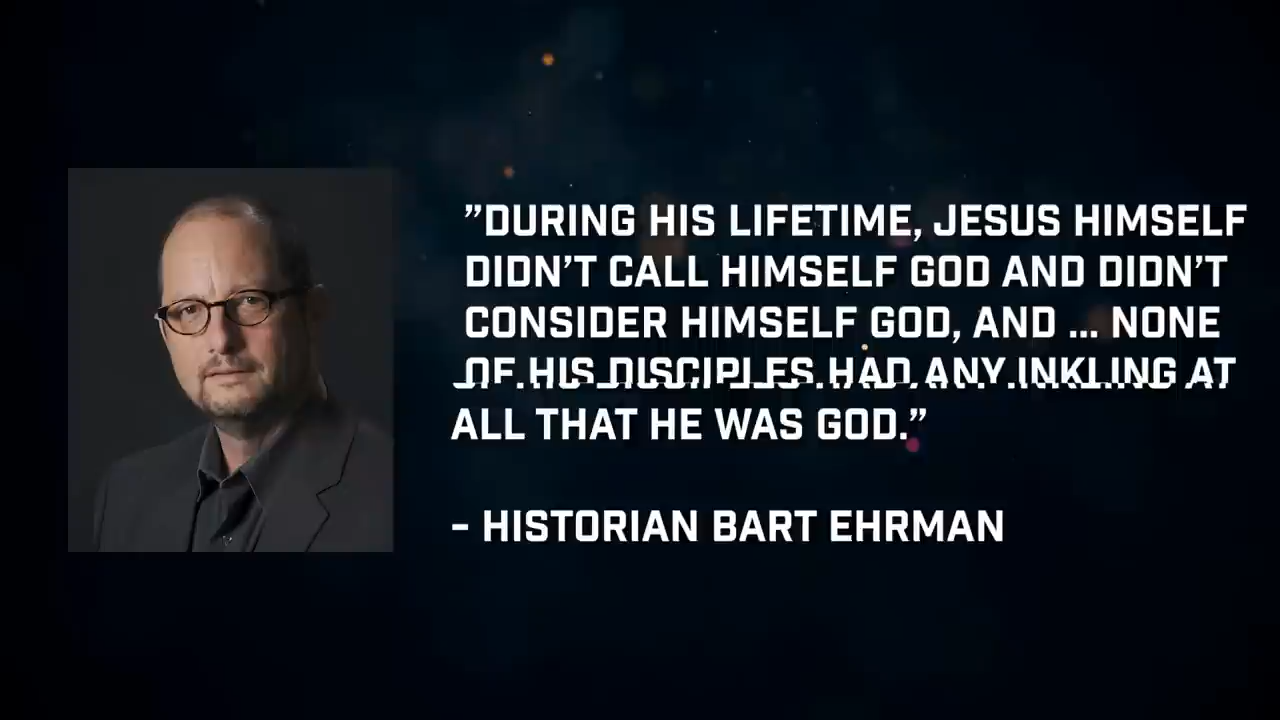 ”DURING HIS LIFETIME, JESUS HIMSELF
DIDN’T CALL HIMSELF GOD AND DIDN’T
CONSIDER HIMSELF GOD, AND ... NONE
OF HIS DISCIPLES HAD ANY INKLING AT
ALL THAT HE WAS GOD.”
– HISTORIAN BART EHRMAN